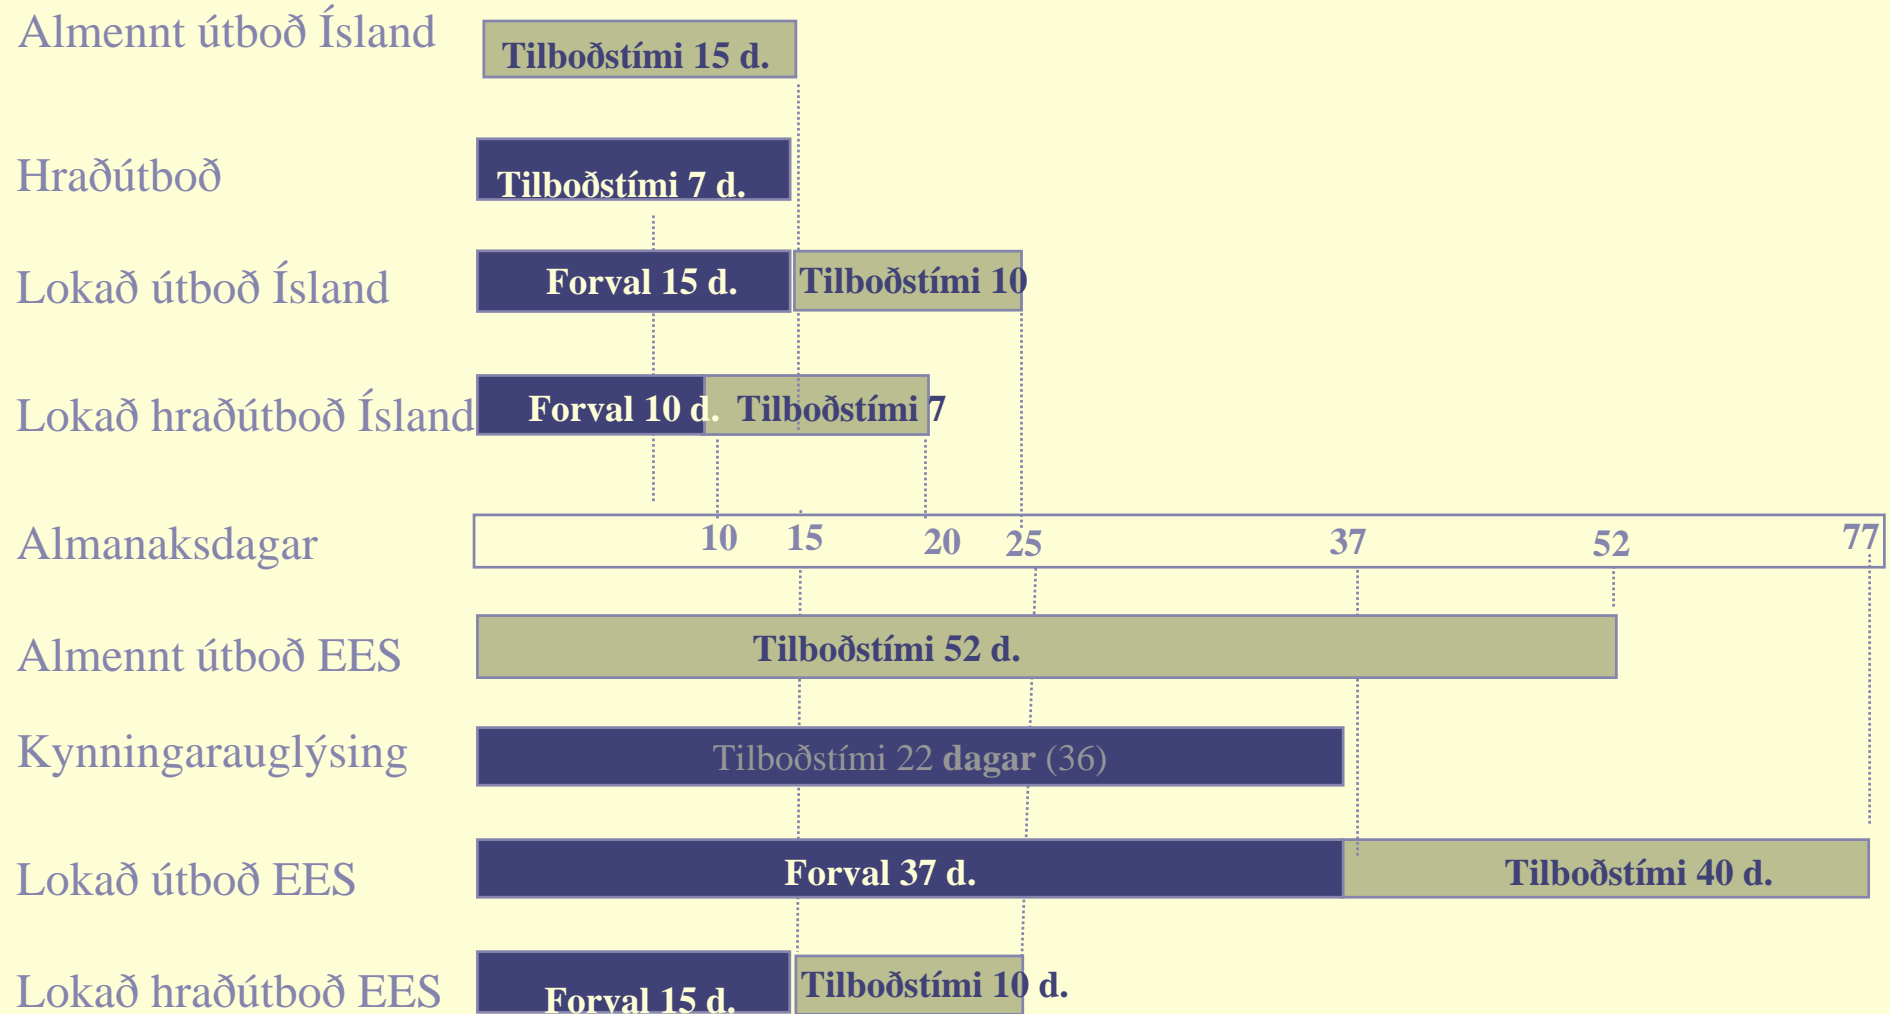 Almennt útboð Ísland
Tilboðstími 15 d.
Hraðútboð
Tilboðstími 7 d.
Lokað útboð Ísland
Forval 15 d.
Tilboðstími 10
Lokað hraðútboð Ísland
Forval 10 d.
Tilboðstími 7
Almanaksdagar
10 15 20 25 37 52 77
Almennt útboð EES
Tilboðstími 52 d.
Kynningarauglýsing
Tilboðstími 22 dagar (36)
Lokað útboð EES
Forval 37 d.
Tilboðstími 40 d.
Lokað hraðútboð EES
Forval 15 d.
Tilboðstími 10 d.